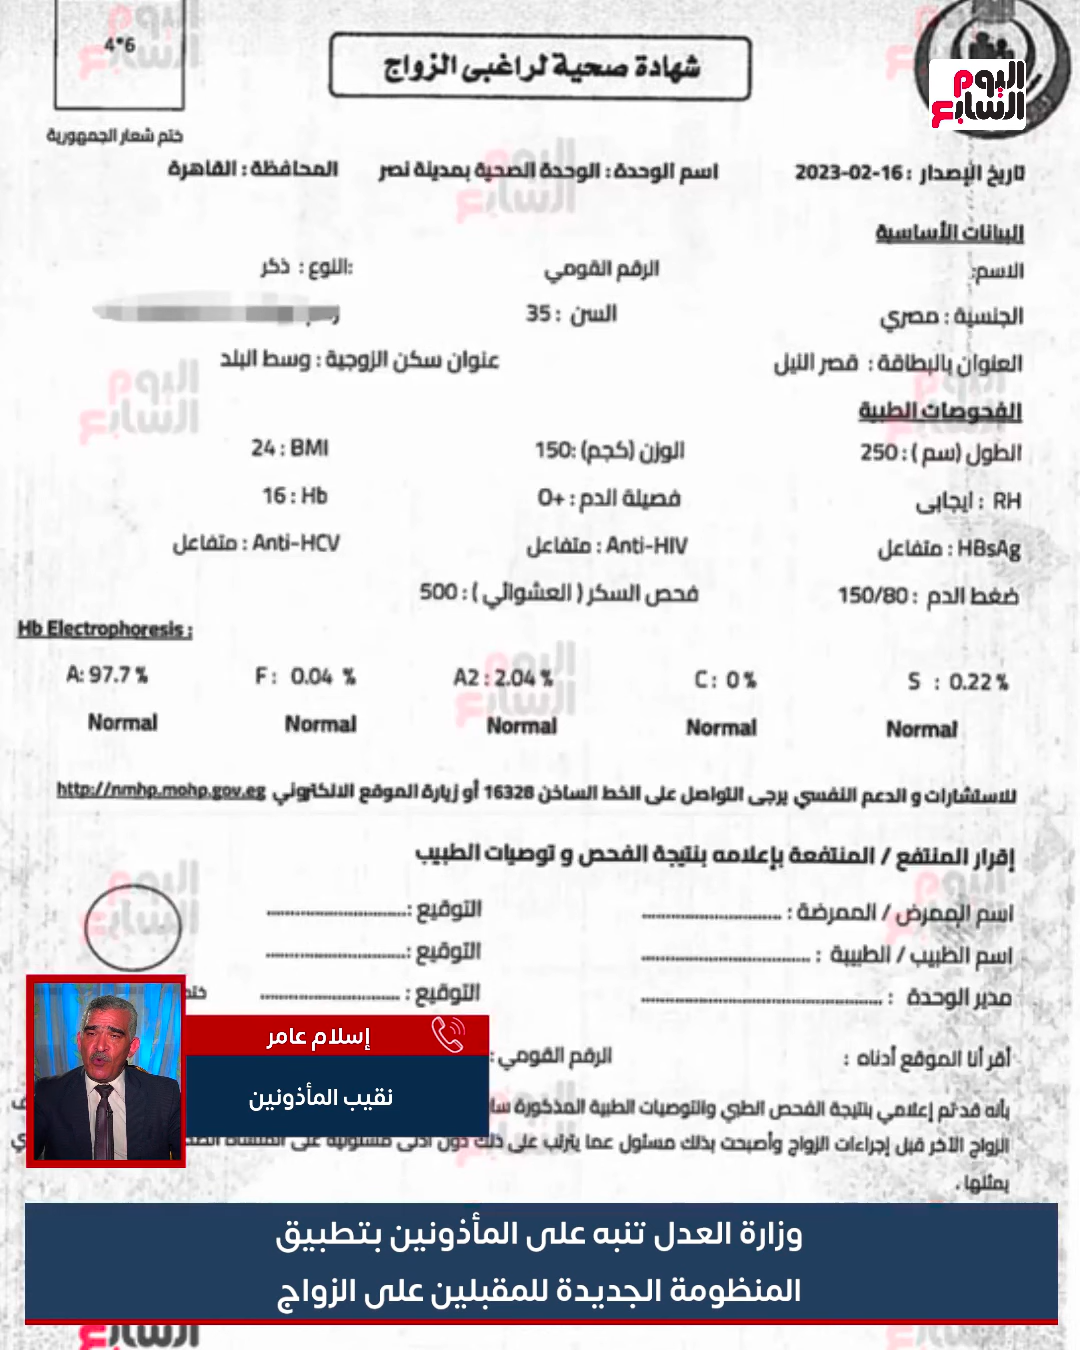 4*6
شهادة صحية لراغبى الزواج
اليوم السابع
ختم شعار الجمهورية
تاريخ الإصدار : 16-02-2023 اسم الوحدة : الوحدة الصحية بمدينة نصر المحافظة : القاهرة
البيانات الأساسية
الاسم: الرقم القومي النوع : ذكر:
الجنسية : مصري السن : 35
العنوان بالبطاقة : قصر النيل عنوان سكن الزوجية : وسط البلد
الفحوصات الطبية
الطول (سم ) : 250 الوزن (كجم) :150 BMI : 24
RH : ايجابى فصيلة الدم : +O Hb : 16
HBsAg : متفاعل Anti-HIV : متفاعل Anti-HCV : متفاعل
ضغط الدم : 150/80 فحص السكر ( العشوائي ) : 500
Hb Electrophoresis :
A: 97.7 % F : 0.04 % A2 : 2.04 % C : 0 % S : 0.22 %
Normal Normal Normal Normal Normal
للاستشارات و الدعم النفسي يرجى التواصل على الخط الساخن 16328 أو زيارة الموقع الالكتروني http://nmhp.mohp.gov.eg
إقرار المنتفع / المنتفعة بإعلامه بنتيجة الفحص و توصيات الطبيب
اسم الممرض / الممرضة : .......................... التوقيع :..........................
اسم الطبيب / الطبيبة : .......................... التوقيع :..........................
مدير الوحدة : .......................... التوقيع : ..........................
أقر أنا الموقع أدناه : الرقم القومي :
بأنه قد تم إعلامي بنتيجة الفحص الطبي والتوصيات الطبية المذكورة
الزواج الآخر قبل إجراءات الزواج وأصبحت بذلك مسئول عما يترتب على ذلك دون أدنى مسئولية على المنشأة
يمثلها .
إسلام عامر
نقيب المأذونين
وزارة العدل تنبه على المأذونين بتطبيق
المنظومة الجديدة للمقبلين على الزواج